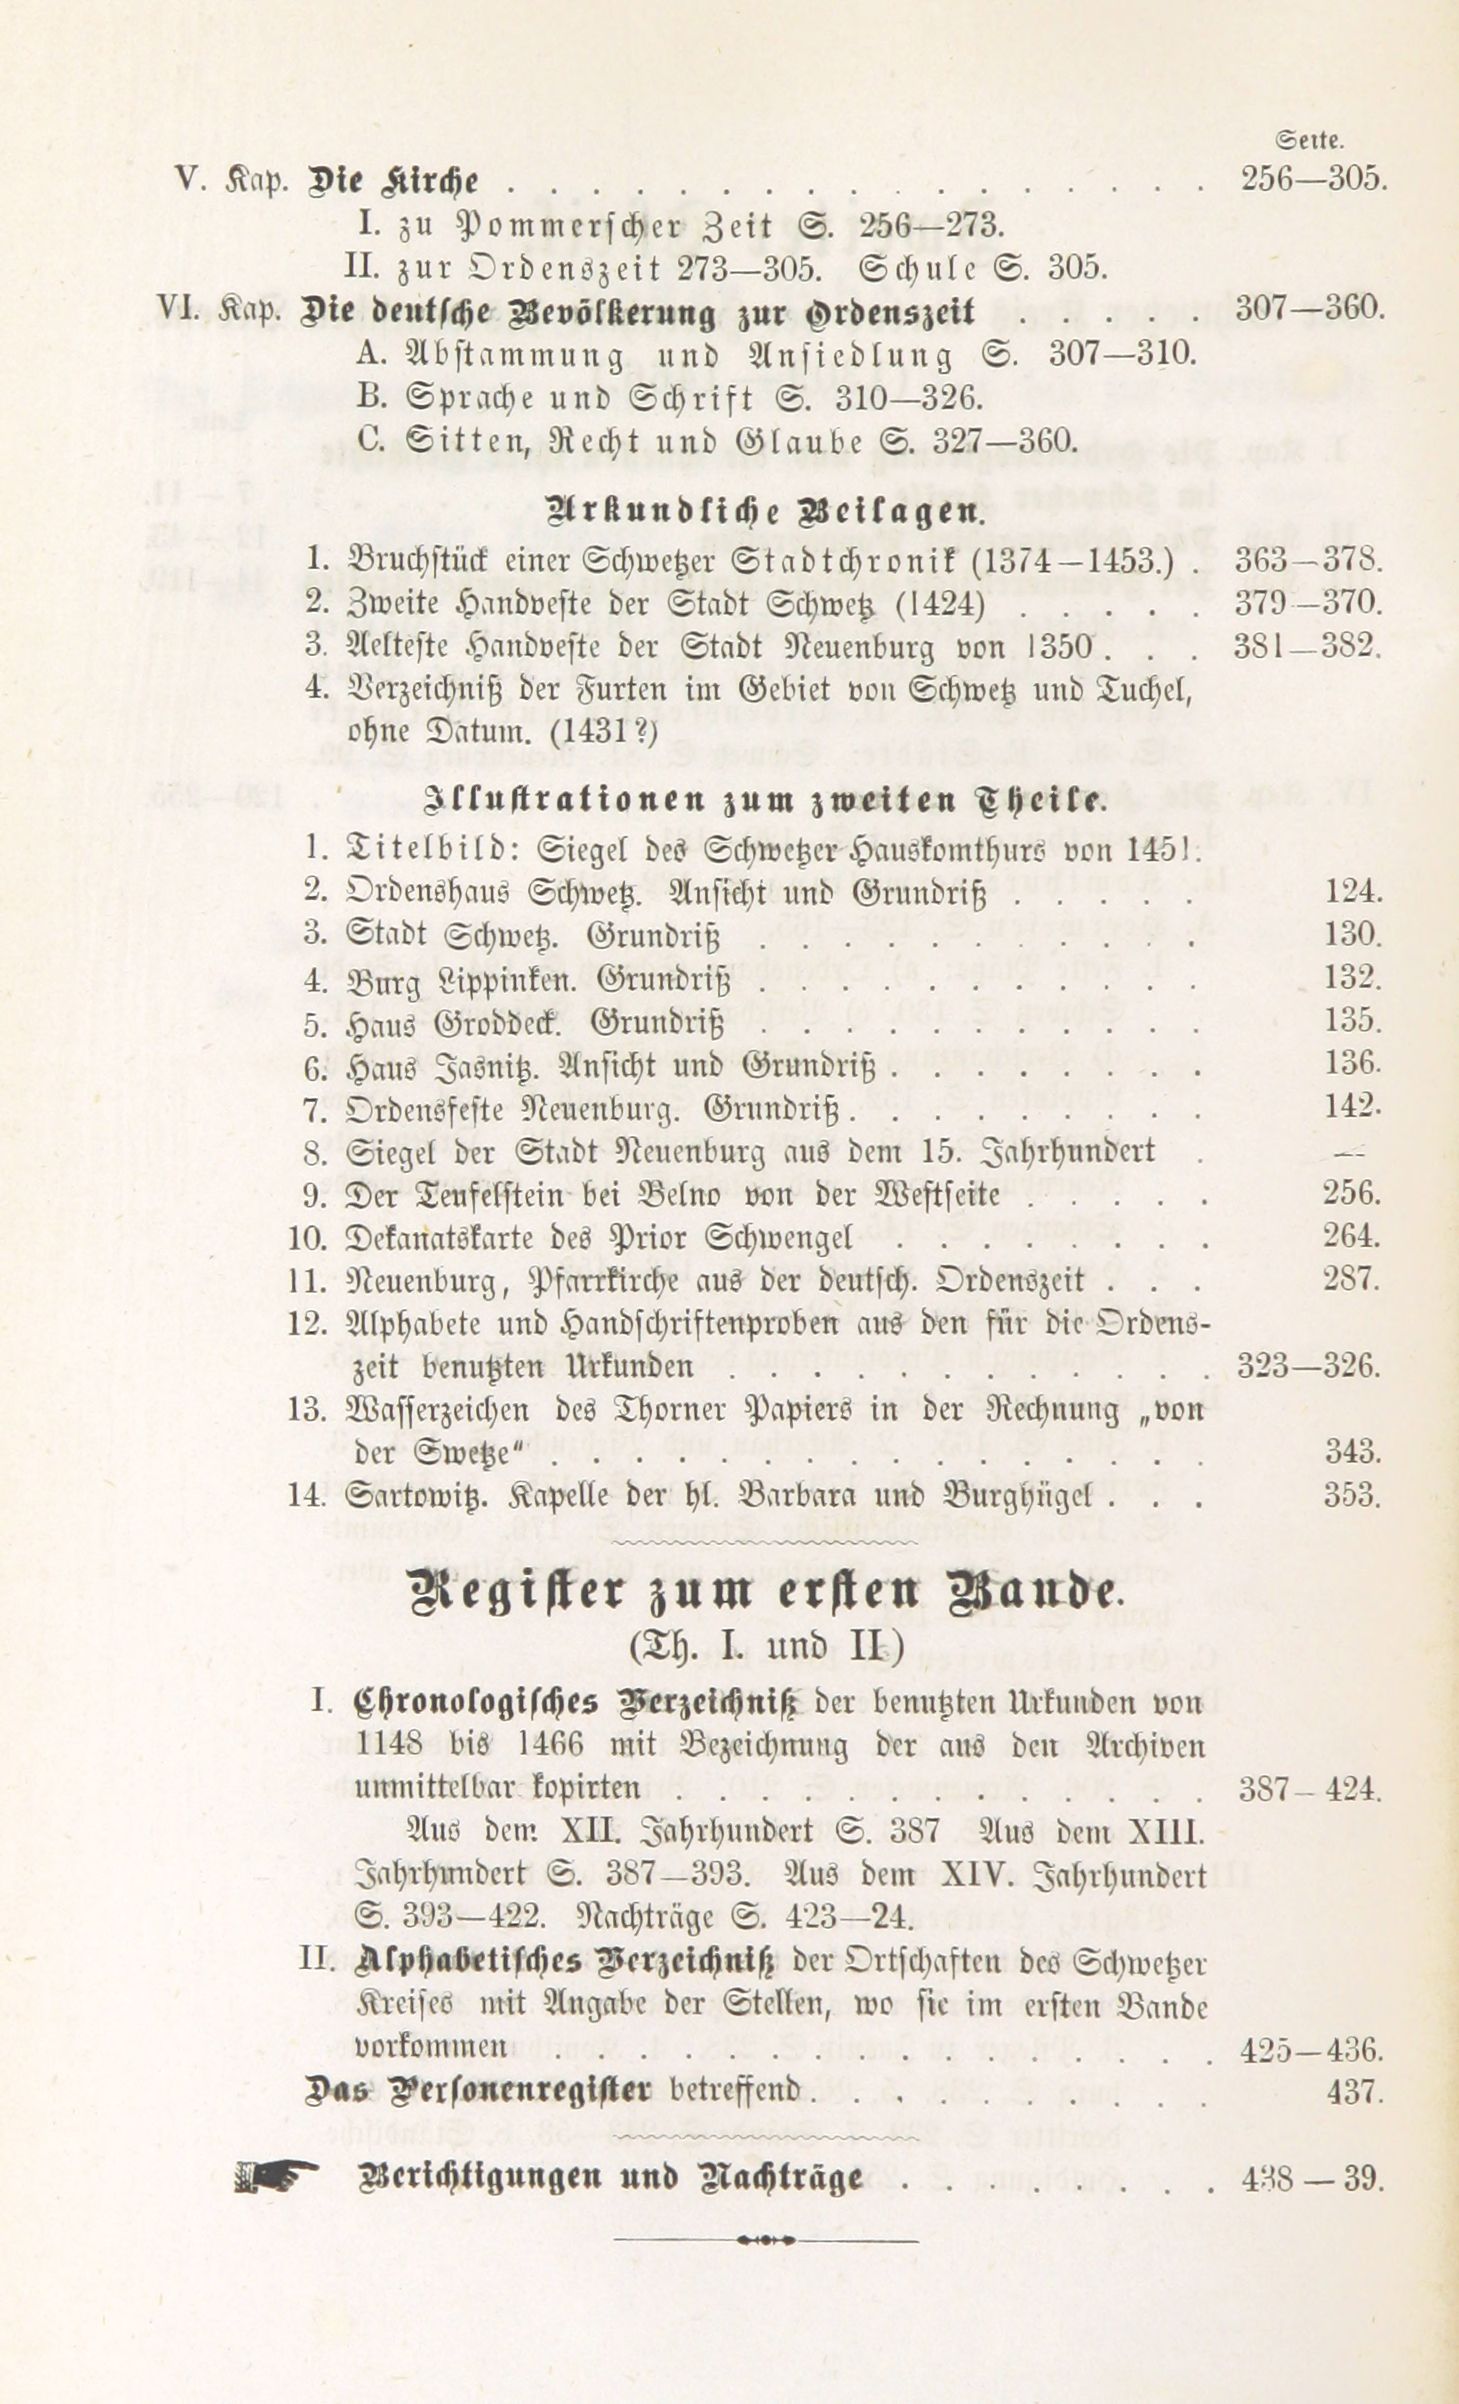 Seite.
V. Kap. Die Kirche . . . . . . . . . . . . . . . . . 256—305.
I. zu Pommerscher Zeit S. 256—273.
II. zur Ordenszeit 273—305. Schule S. 305.
VI. Kap. Die deutsche Bevölkerung zur Ordenszeit . . . . . 307—360.
A. Abstammung und Ansiedlung S. 307—310.
B. Sprache und Schrift S. 310—326.
C. Sitten, Recht und Glaube S. 327—360.
Urkundliche Beilagen.
1. Bruchstück einer Schwetzer Stadtchronik (1374—1453.) . 363—378.
2. Zweite Handveste der Stadt Schwetz (1424) . . . . . 379—370.
3. Aelteste Handveste der Stadt Neuenburg von 1350 . . . 381—382.
4. Verzeichniß der Furten im Gebiet von Schwetz und Tuchel,
ohne Datum. (1431?)
Illustrationen zum zweiten Theile.
1. Titelbild: Siegel des Schwetzer Hauskomthurs von 1451.
2. Ordenshaus Schwetz. Ansicht und Grundriß . . . . . 124.
3. Stadt Schwetz. Grundriß . . . . . . . . . . . 130.
4. Burg Lippinken. Grundriß . . . . . . . . . . . 132.
5. Haus Groddeck. Grundriß . . . . . . . . . . . 135.
6. Haus Jasnitz. Ansicht und Grundriß . . . . . . . . 136.
7. Ordensfeste Neuenburg. Grundriß . . . . . . . . . 142.
8. Siegel der Stadt Neuenburg aus dem 15. Jahrhundert . —
9. Der Teufelstein bei Belno von der Westseite . . . . . 256.
10. Dekanatskarte des Prior Schwengel . . . . . . . . 264.
11. Neuenburg, Pfarrkirche aus der deutsch. Ordenszeit . . . 287.
12. Alphabete und Handschriftenproben aus den für die Ordens-
zeit benutzten Urkunden . . . . . . . . . . . . 323—326.
13. Wasserzeichen des Thorner Papiers in der Rechnung „von
der Swetze“ . . . . . . . . . . . . . . . . 343.
14. Sartowitz. Kapelle der hl. Barbara und Burghügel . . . 353.
Register zum ersten Bande.
(Th. I. und II)
I. Chronologisches Verzeichniß der benutzten Urkunden von
1148 bis 1466 mit Bezeichnung der aus den Archiven
unmittelbar kopirten . . . . . . . . . . . . . 387—424.
Aus dem XII. Jahrhundert S. 387 Aus dem XIII.
Jahrhundert S. 387—393. Aus dem XIV. Jahrhundert
S. 393—422. Nachträge S. 423—24.
II. Alphabetisches Verzeichniß der Ortschaften des Schwetzer
Kreises mit Angabe der Stellen, wo sie im ersten Bande
vorkommen . . . . . . . . . . . . . . . . 425—436.
Das Personenregister betreffend . . . . . . . . . . 437.
Berichtigungen und Nachträge . . . . . . . . 438—39.